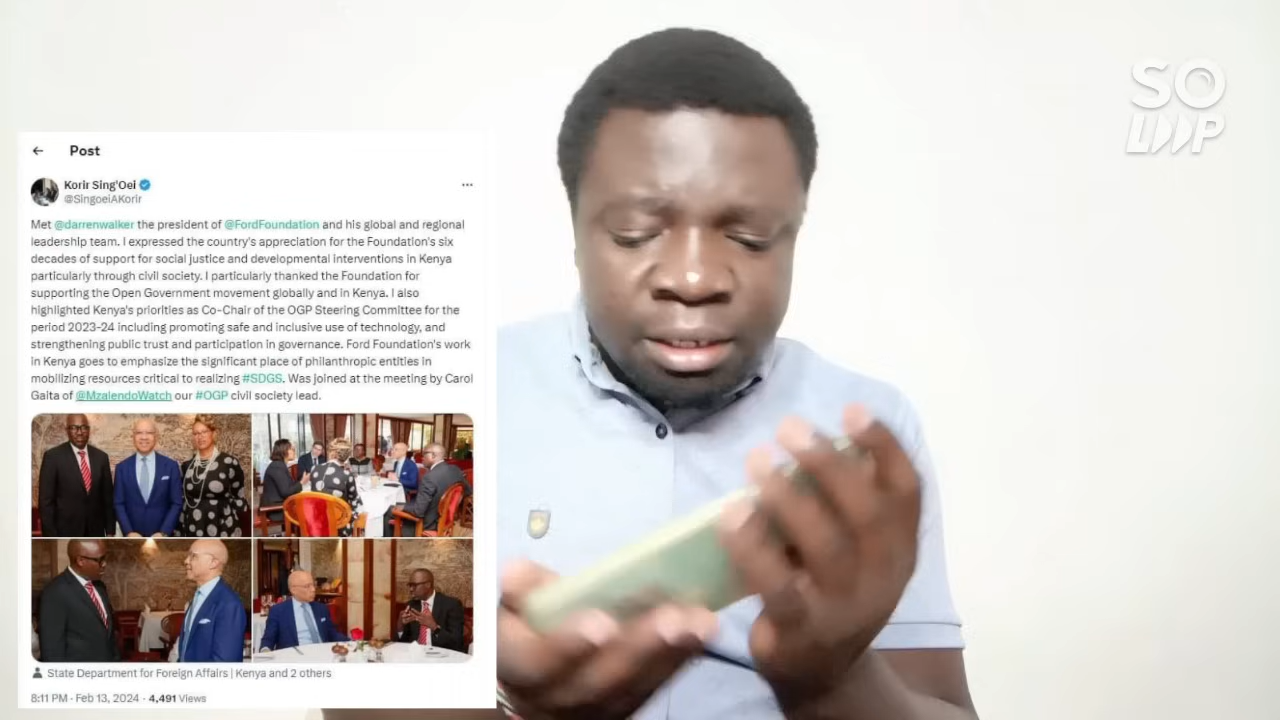 SO
LOOP
Post
Korir Sing'Oei
@SingoeiAKorir
Met @darrenwalker the president of @FordFoundation and his global and regional
leadership team. I expressed the country's appreciation for the Foundation's six
decades of support for social justice and developmental interventions in Kenya
particularly through civil society. I particularly thanked the Foundation for
supporting the Open Government movement globally and in Kenya. I also
highlighted Kenya's priorities as Co-Chair of the OGP Steering Committee for the
period 2023-24 including promoting safe and inclusive use of technology, and
strengthening public trust and participation in governance. Ford Foundation's work
in Kenya goes to emphasize the significant place of philanthropic entities in
mobilizing resources critical to realizing #SDGS. Was joined at the meeting by Carol
Gaita of @MzalendoWatch our #OGP civil society lead.
State Department for Foreign Affairs | Kenya and 2 others
8:11 PM · Feb 13, 2024 · 4,491 Views